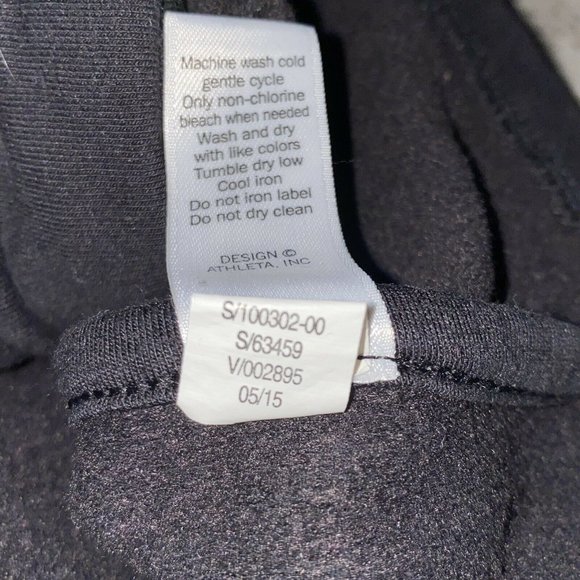 Machine wash cold
gentle cycle
Only non-chlorine
bleach when needed
Wash and dry
with like colors
Tumble dry low
Cool iron
Do not iron label
Do not dry clean
DESIGN ©
ATHLETA, INC
S/100302-00
S/63459
V/002895
05/15